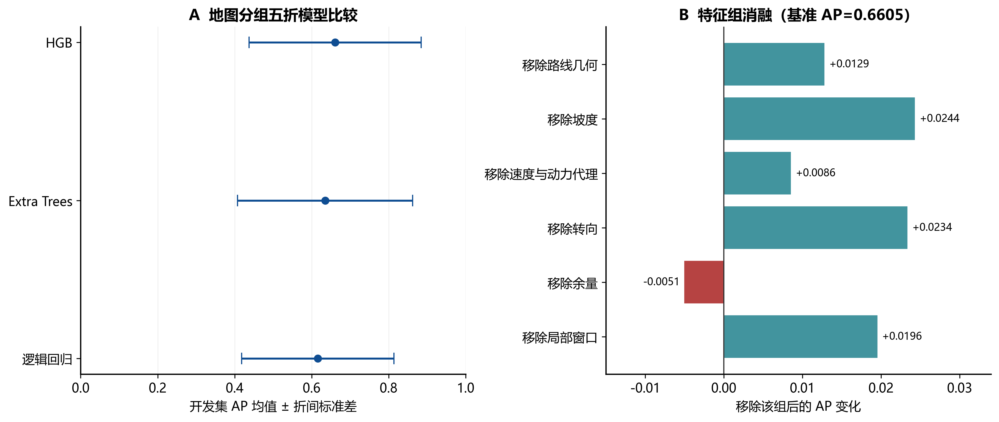 A 地图分组五折模型比较
HGB
Extra Trees
逻辑回归
0.0 0.2 0.4 0.6 0.8 1.0
开发集 AP 均值 ± 折间标准差
B 特征组消融（基准 AP=0.6605）
移除路线几何 +0.0129
移除坡度 +0.0244
移除速度与动力代理 +0.0086
移除转向 +0.0234
移除余量 -0.0051
移除局部窗口 +0.0196
-0.01 0.00 0.01 0.02 0.03
移除该组后的 AP 变化